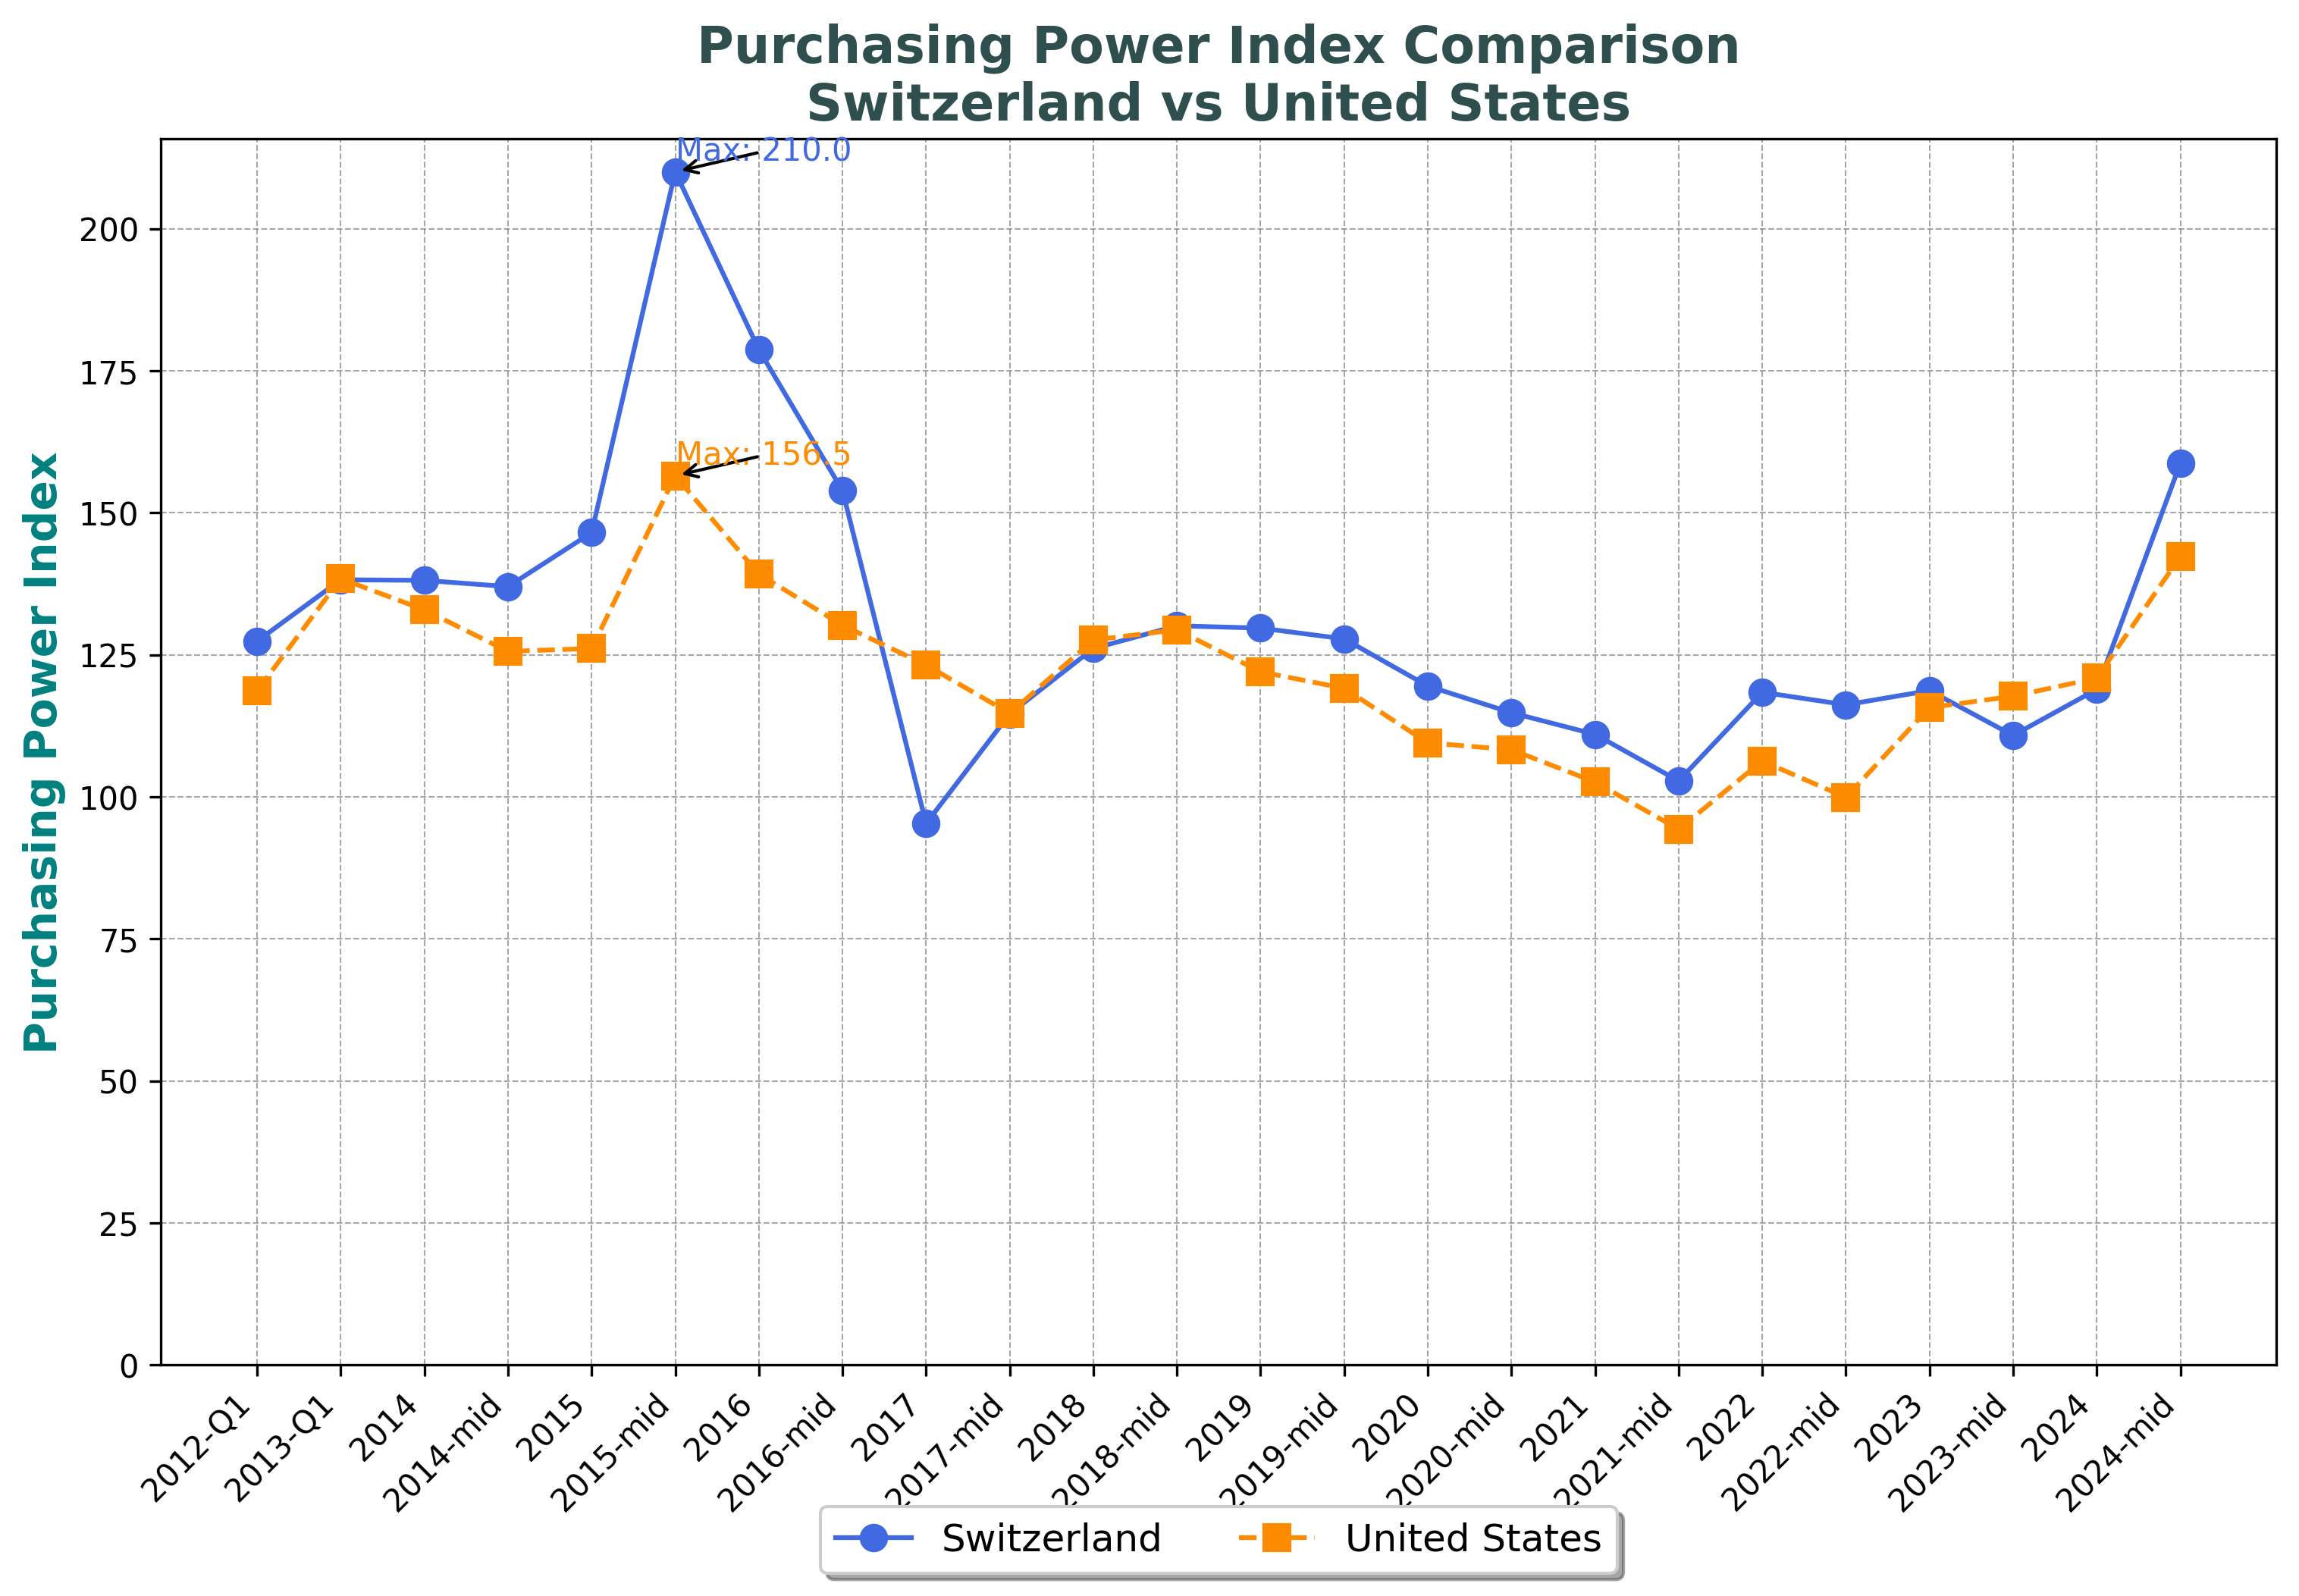 Purchasing Power Index Comparison
Switzerland vs United States
Purchasing Power Index
200
175
150
125
100
75
50
25
0
Max: 210.0
Max: 156.5
2012-Q1
2013-Q1
2014
2014-mid
2015
2015-mid
2016
2016-mid
2017
2017-mid
2018
2018-mid
2019
2019-mid
2020
2020-mid
2021
2021-mid
2022
2022-mid
2023
2023-mid
2024
2024-mid
Switzerland
United States